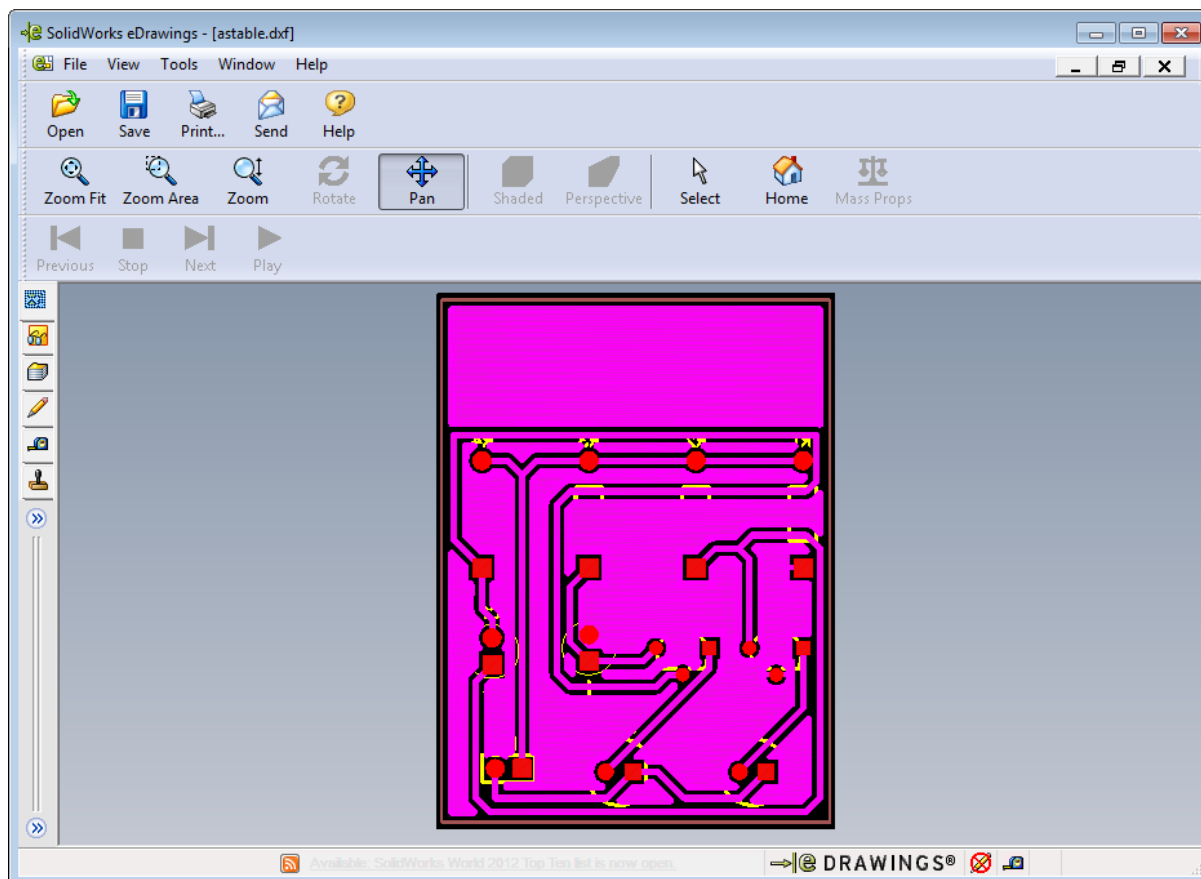 SolidWorks eDrawings - [astable.dxf]
File View Tools Window Help
Open Save Print... Send Help
Zoom Fit Zoom Area Zoom Rotate Pan Shaded Perspective Select Home Mass Props
Previous Stop Next Play
Available: SolidWorks World 2012 Top Ten list is now open.
e DRAWINGS®